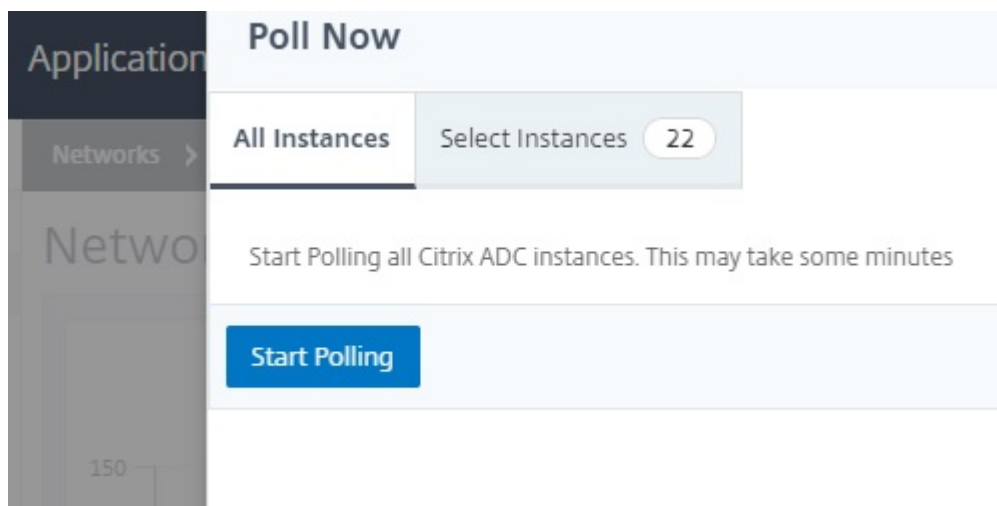 Poll Now
Application
All Instances
Select Instances 22
Networks >
Networ
Start Polling all Citrix ADC instances. This may take some minutes
Start Polling
150